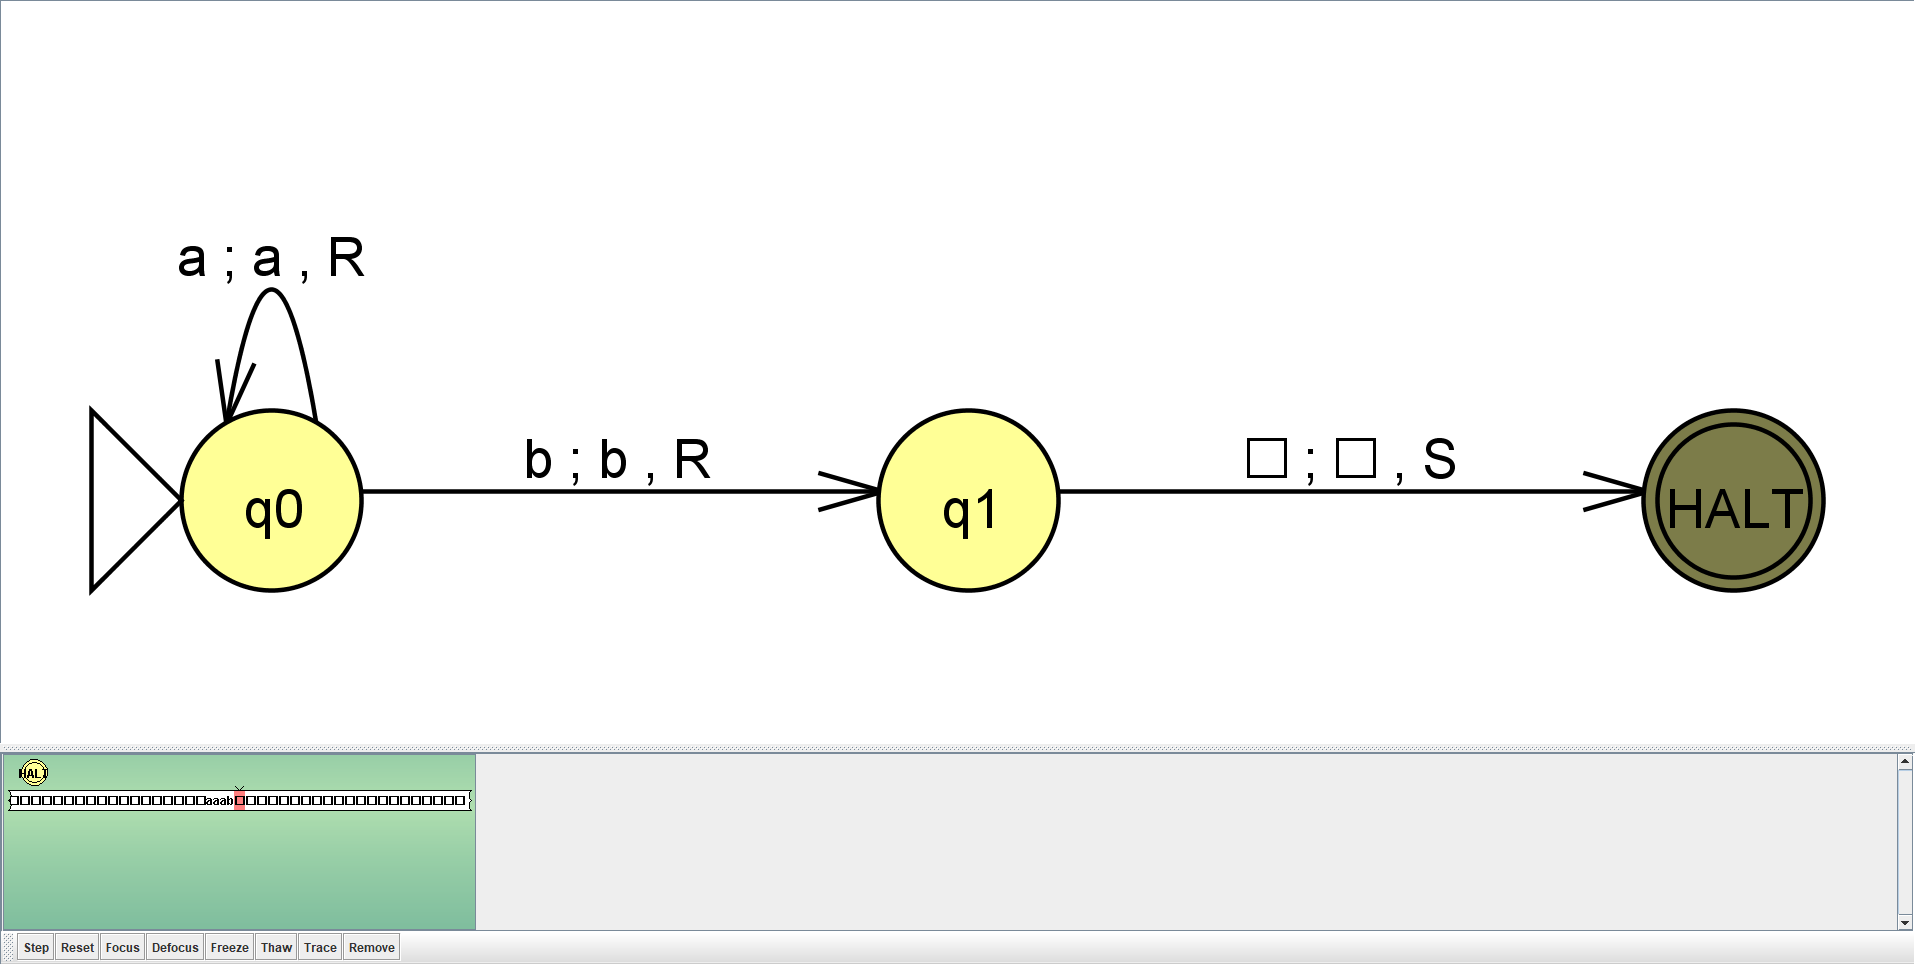 a ; a , R
b ; b , R
□ ; □ , S
q0
q1
HALT
HALT
□□□□□□□□□□□□□□□□□□aaab□□□□□□□□□□□□□□□□□□□□□
Step Reset Focus Defocus Freeze Thaw Trace Remove